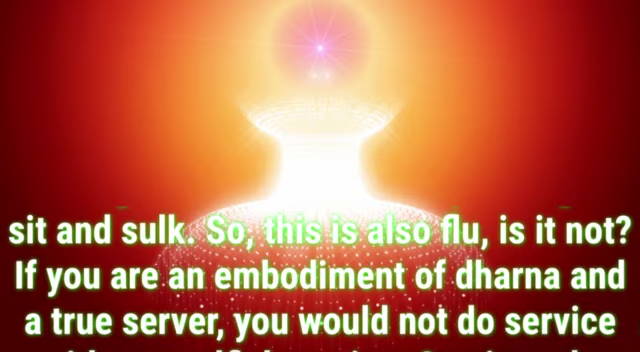 sit and sulk. So, this is also flu, is it not?
If you are an embodiment of dharna and
a true server, you would not do service